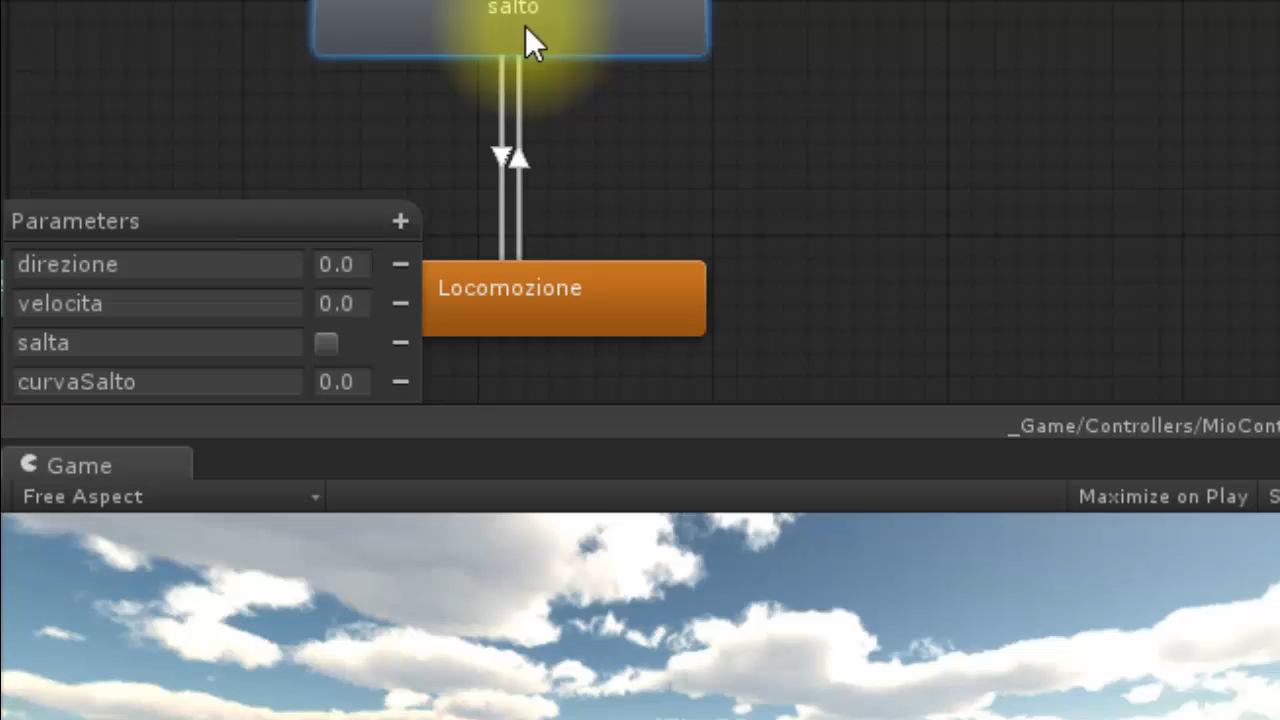 salto
Parameters +
direzione 0.0 −
velocita 0.0 −
Locomozione
salta −
curvaSalto 0.0 −
_Game/Controllers/MioCont
Game
Free Aspect
Maximize on Play S